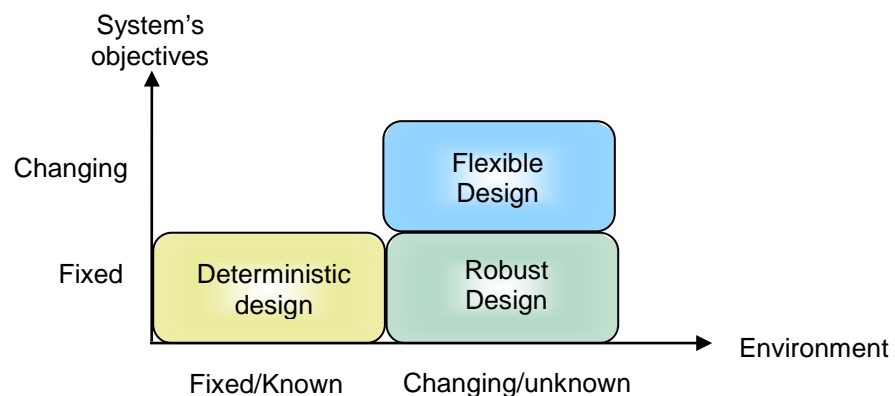 System’s
objectives
Changing
Flexible
Design
Fixed
Deterministic
design
Robust
Design
Environment
Fixed/Known
Changing/unknown